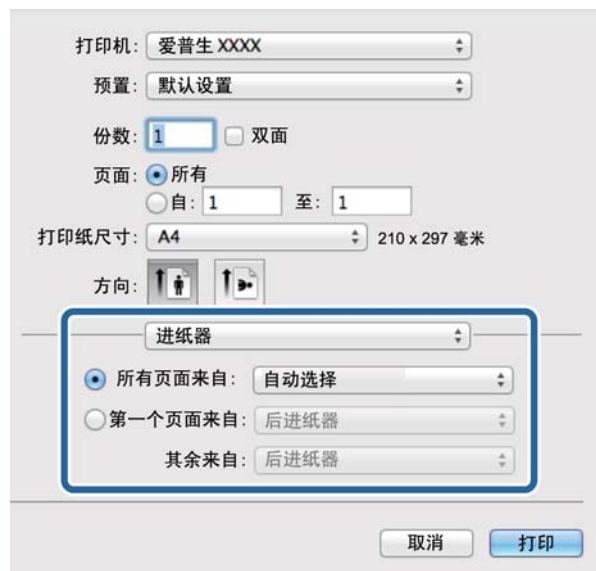 打印机: 爱普生 XXXX
预置: 默认设置
份数: 1 双面
页面: 所有
自: 1 至: 1
打印纸尺寸: A4 210 x 297 毫米
方向:
进纸器
所有页面来自: 自动选择
第一个页面来自: 后进纸器
其余来自: 后进纸器
取消 打印